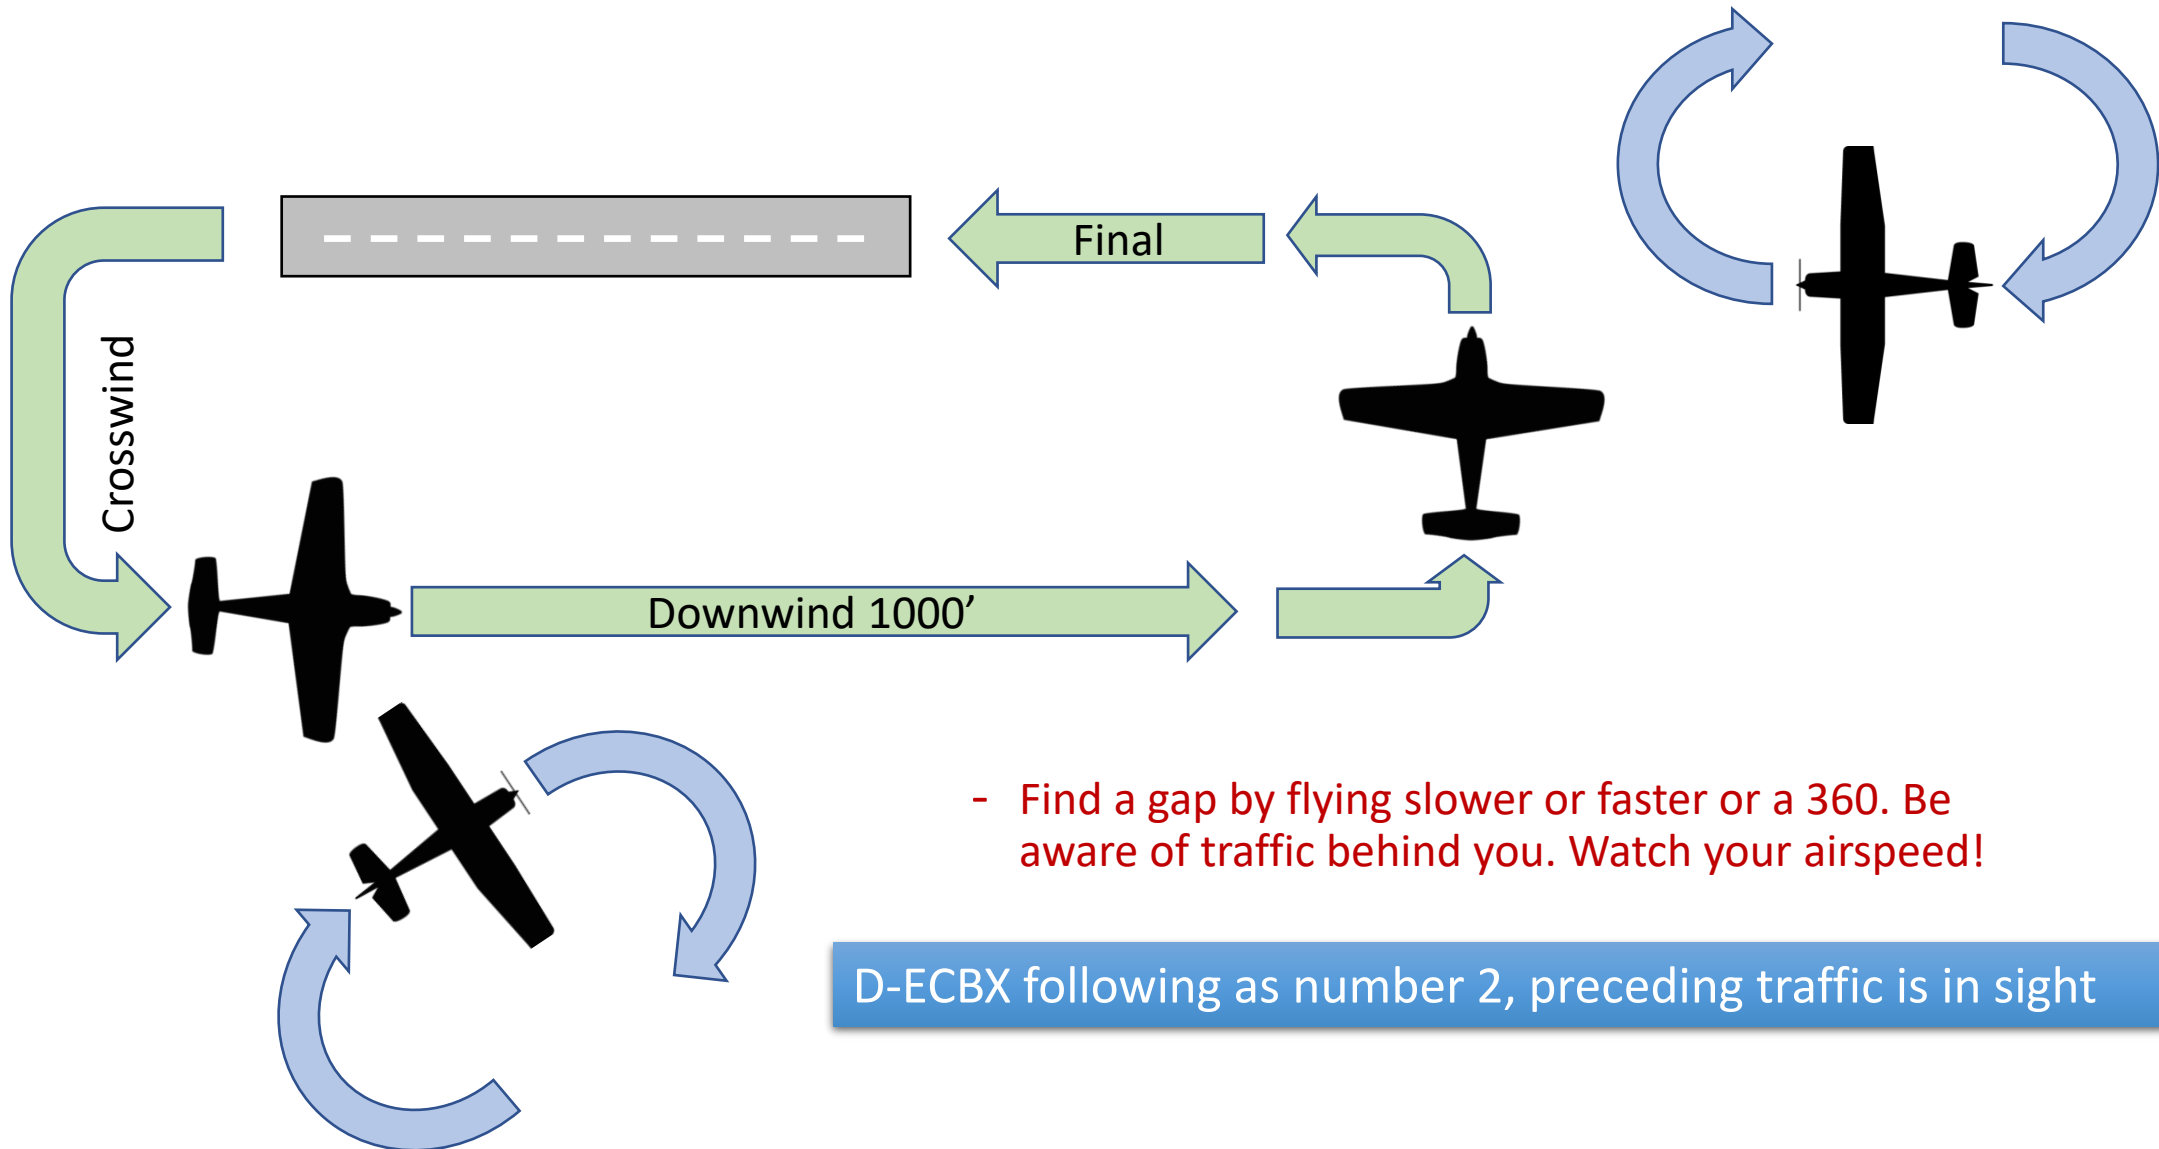 Final
Crosswind
Downwind 1000’
- Find a gap by flying slower or faster or a 360. Be
aware of traffic behind you. Watch your airspeed!
D-ECBX following as number 2, preceding traffic is in sight